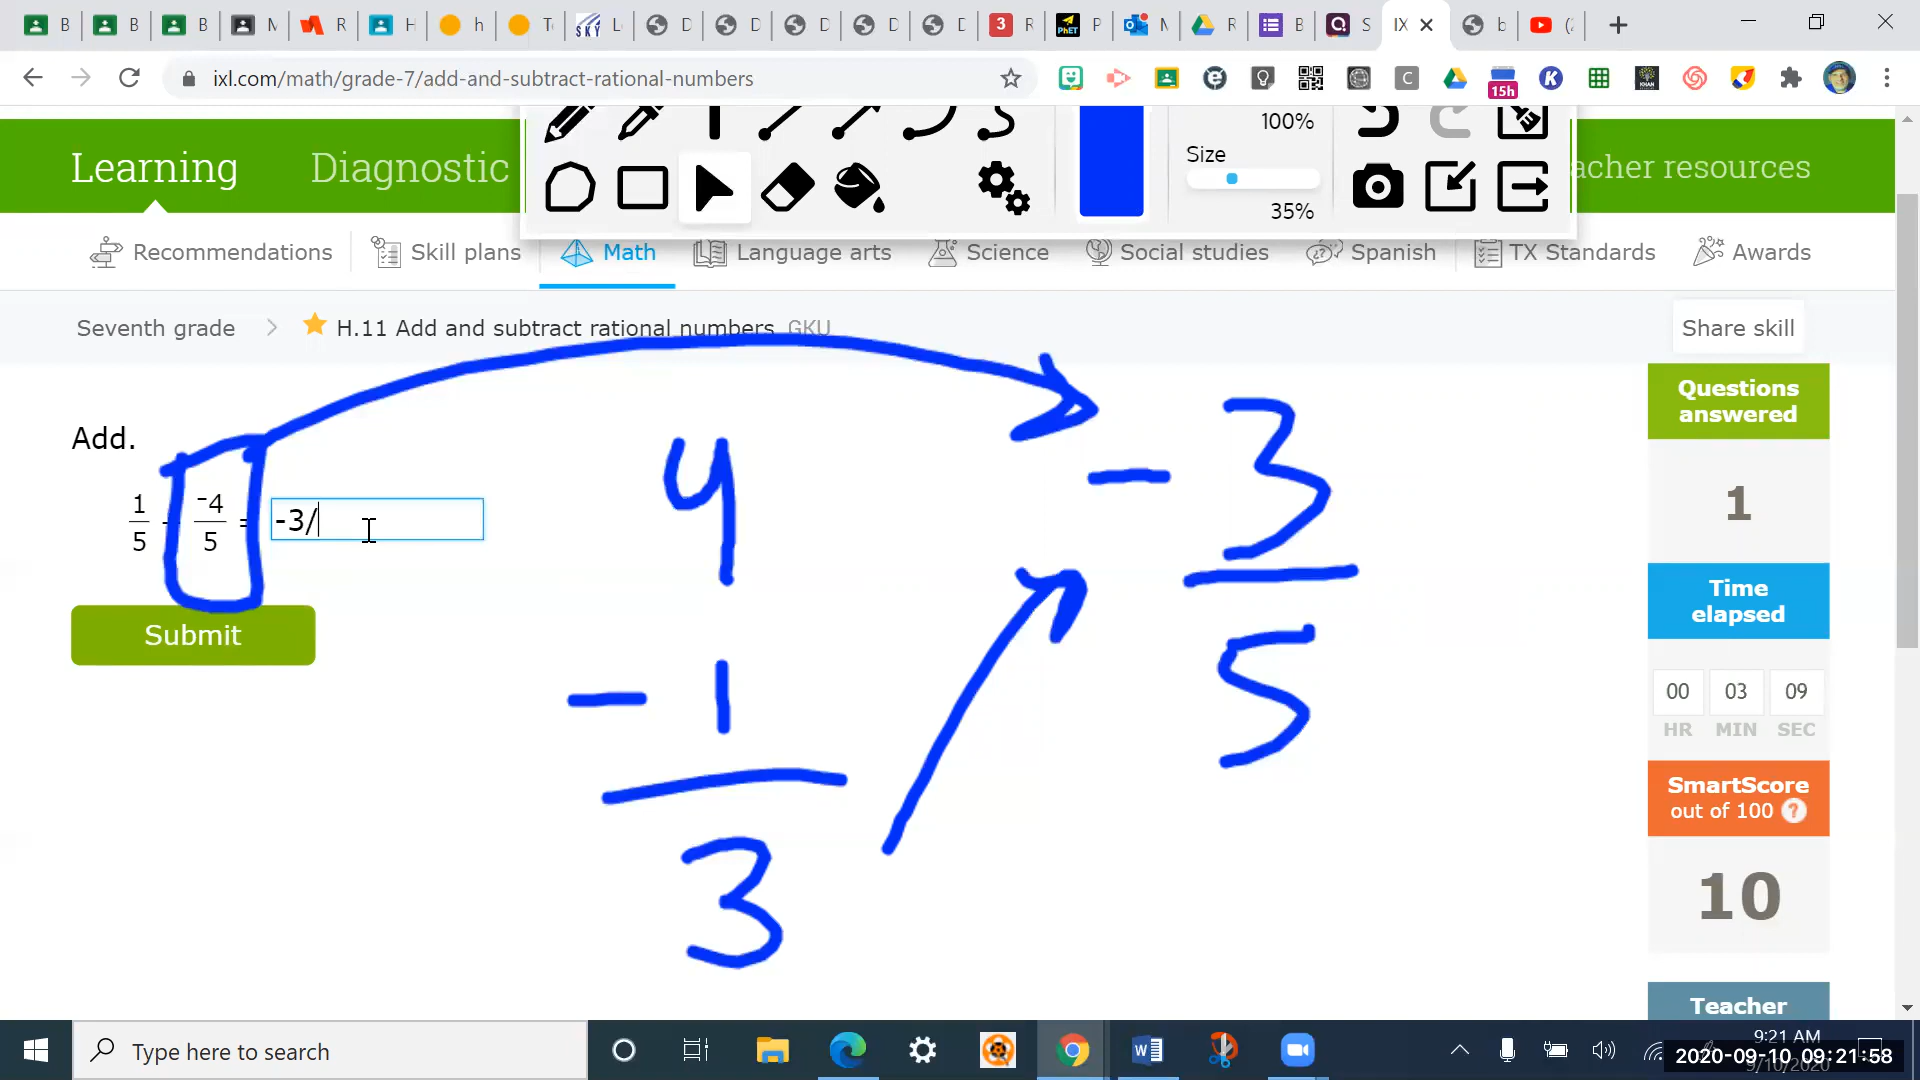 B
B
B
M
R
H
h
T
L
D
D
D
D
D
3 R
P
M
R
B
S
IX
b
(
ixl.com/math/grade-7/add-and-subtract-rational-numbers
15h
Learning
Diagnostic
100%
Size
35%
acher resources
Recommendations
Skill plans
Math
Language arts
Science
Social studies
Spanish
TX Standards
Awards
Seventh grade > H.11 Add and subtract rational numbers GKU
Share skill
Add.
1/5 + -4/5 = -3/
Submit
4
- 1
3
- 3
5
Questions answered
1
Time elapsed
00 03 09
HR MIN SEC
SmartScore
out of 100 ?
10
Teacher
Type here to search
9:21 AM
2020-09-10 09:21:58